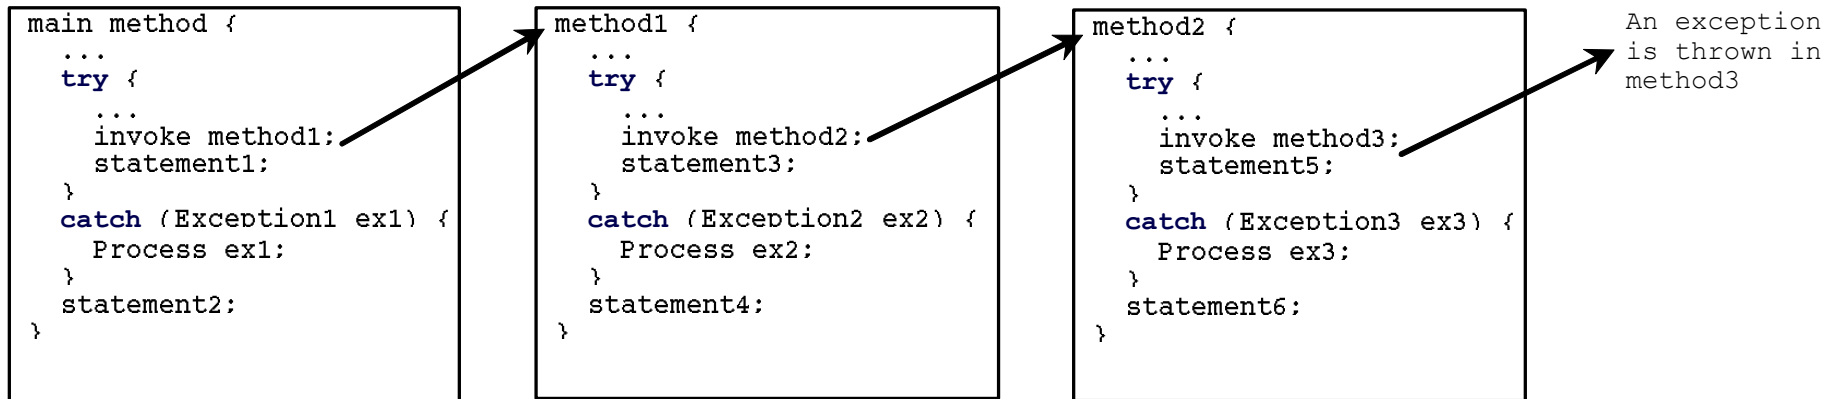 main method {
...
try {
...
invoke method1;
statement1;
}
catch (Exception1 ex1) {
Process ex1;
}
statement2;
}
method1 {
...
try {
...
invoke method2;
statement3;
}
catch (Exception2 ex2) {
Process ex2;
}
statement4;
}
method2 {
...
try {
...
invoke method3;
statement5;
}
catch (Exception3 ex3) {
Process ex3;
}
statement6;
}
An exception
is thrown in
method3